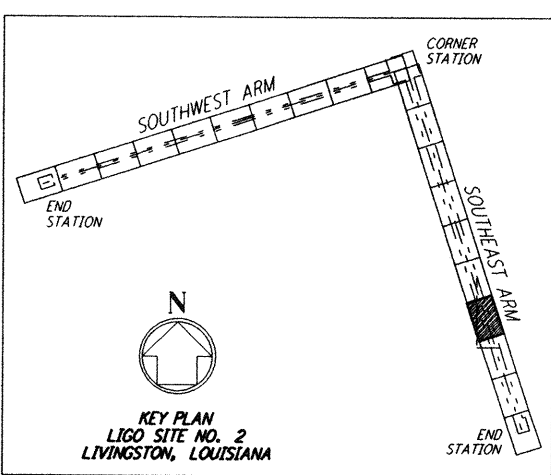 CORNER
STATION
SOUTHWEST ARM
END
STATION
SOUTHEAST ARM
N
KEY PLAN
LIGO SITE NO. 2
LIVINGSTON, LOUISIANA
END
STATION